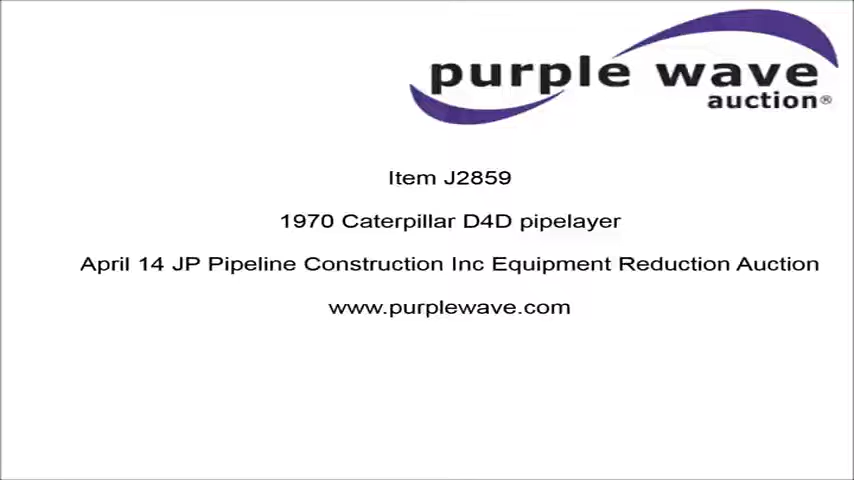 purple wave
auction®
Item J2859
1970 Caterpillar D4D pipelayer
April 14 JP Pipeline Construction Inc Equipment Reduction Auction
www.purplewave.com